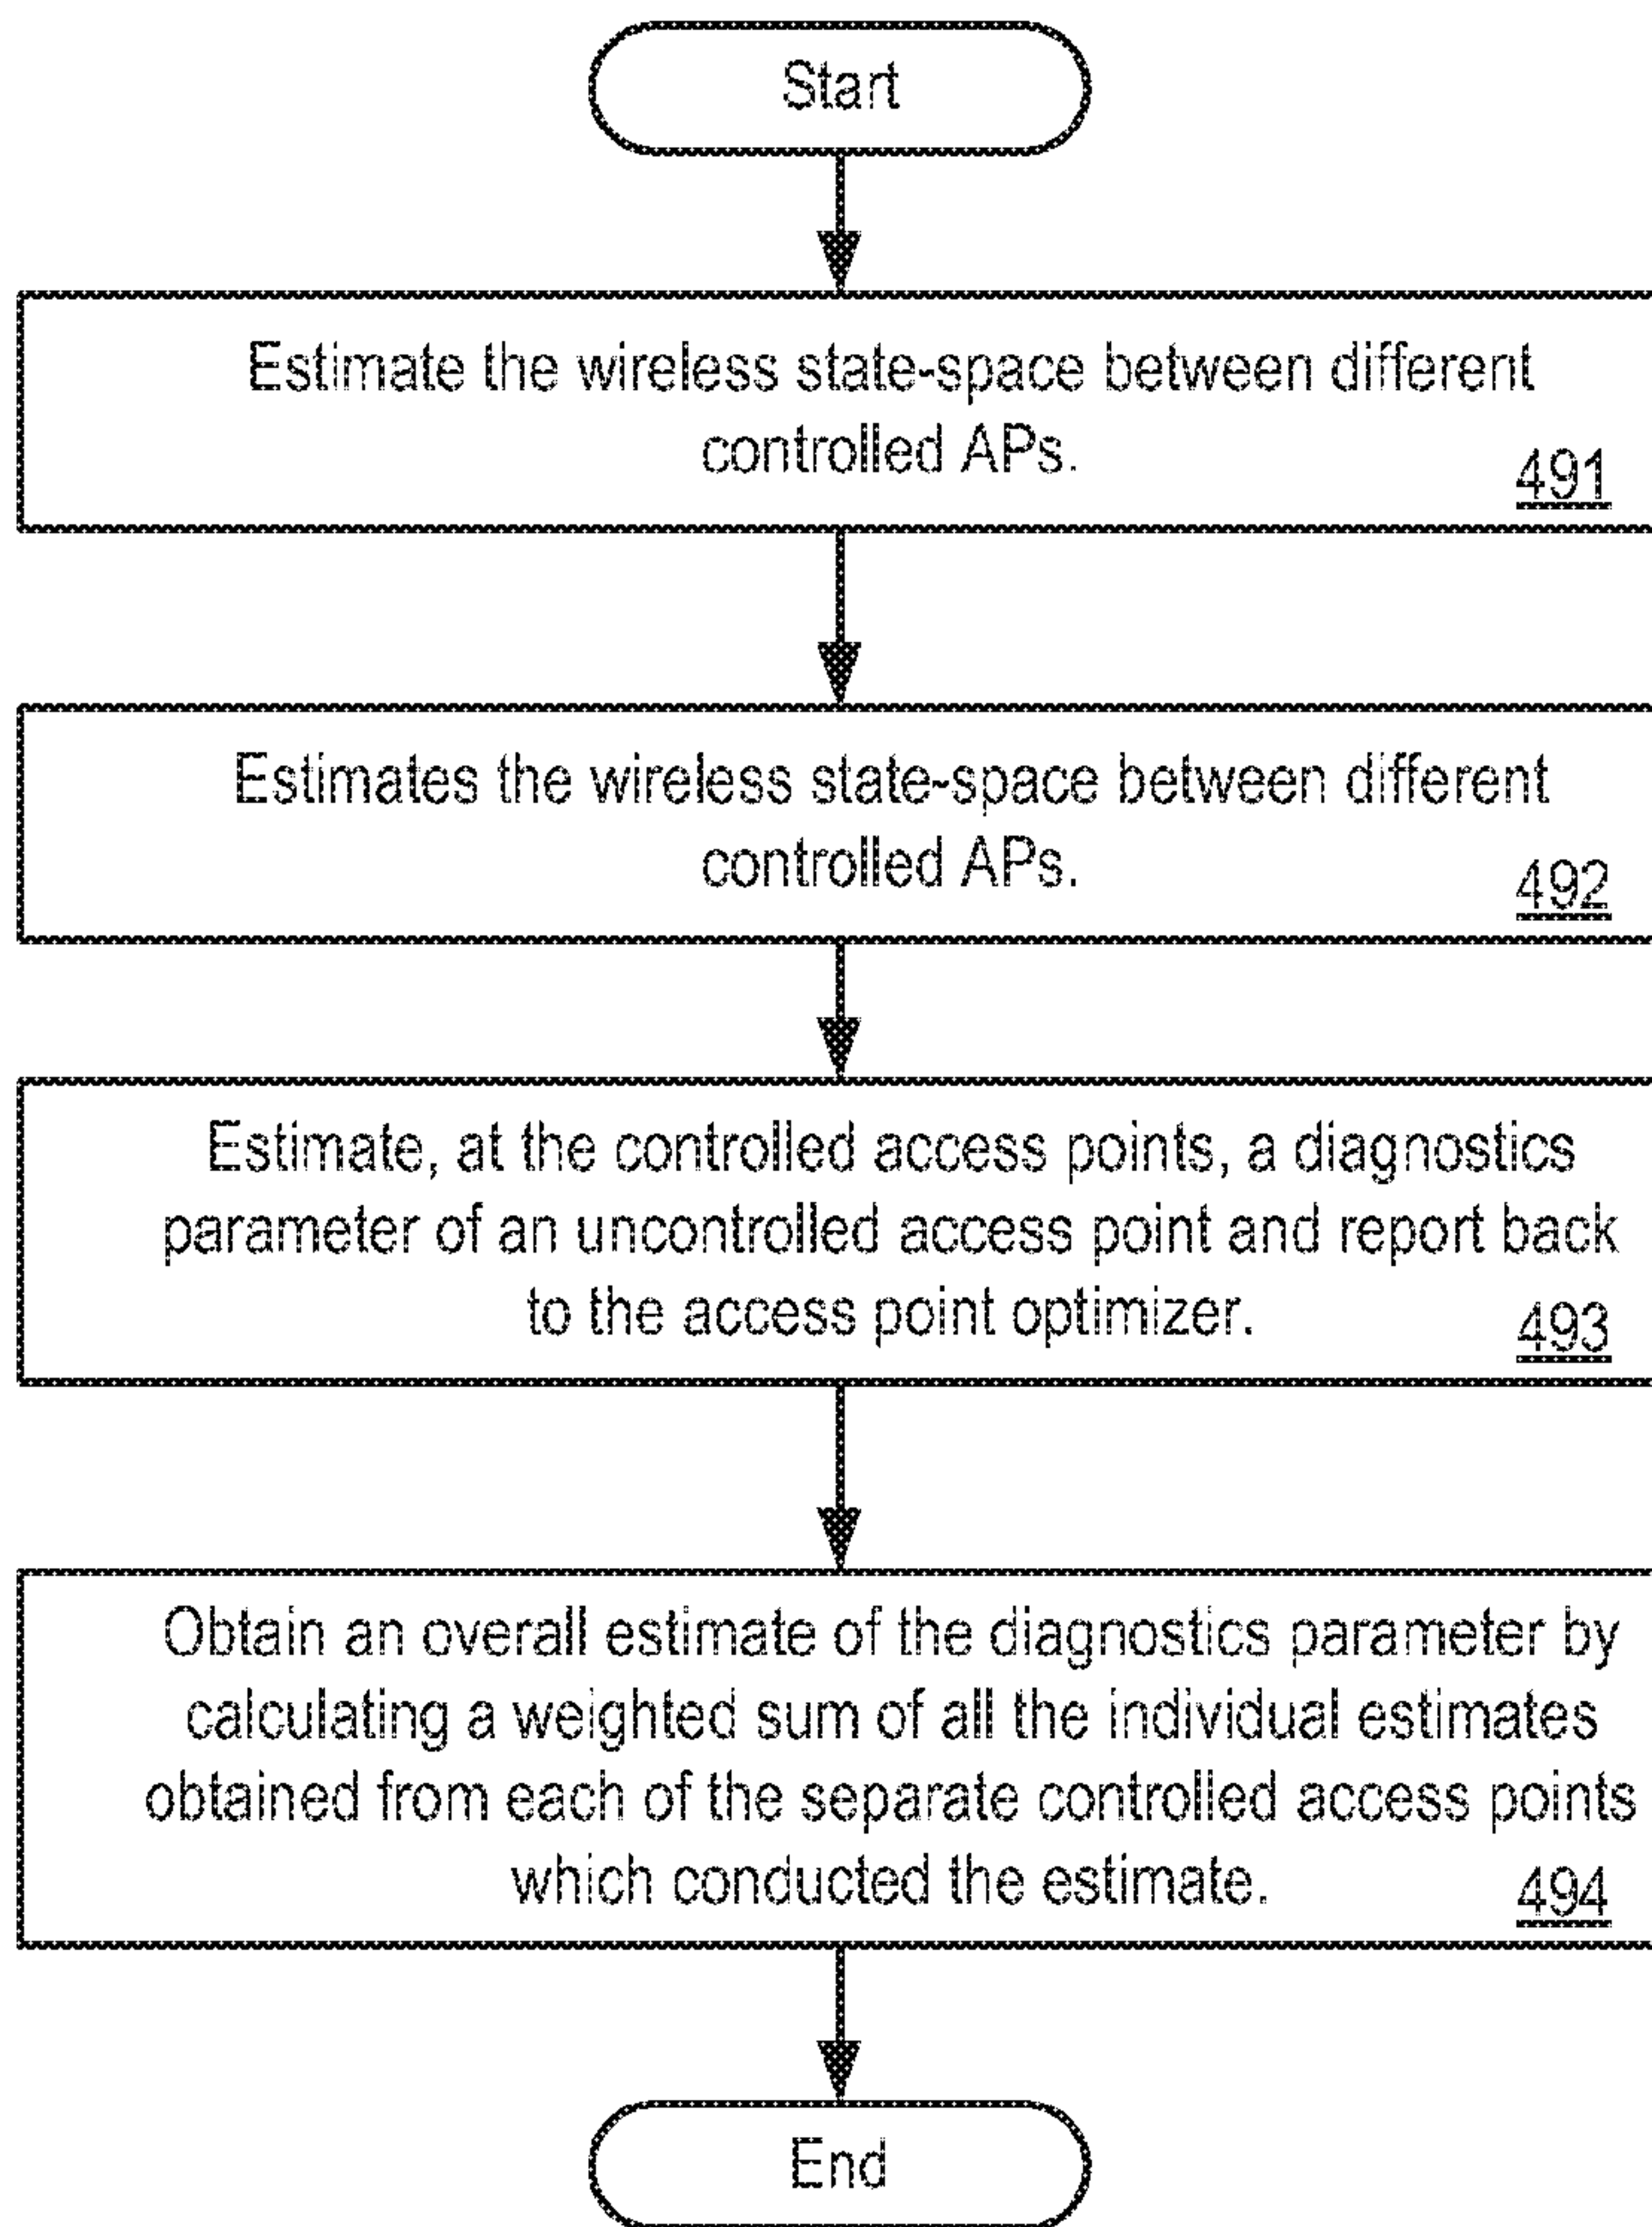 Start
Estimate the wireless state-space between different
controlled APs.
491
Estimates the wireless state-space between different
controlled APs.
492
Estimate, at the controlled access points, a diagnostics
parameter of an uncontrolled access point and report back
to the access point optimizer.
493
Obtain an overall estimate of the diagnostics parameter by
calculating a weighted sum of all the individual estimates
obtained from each of the separate controlled access points
which conducted the estimate.
494
End